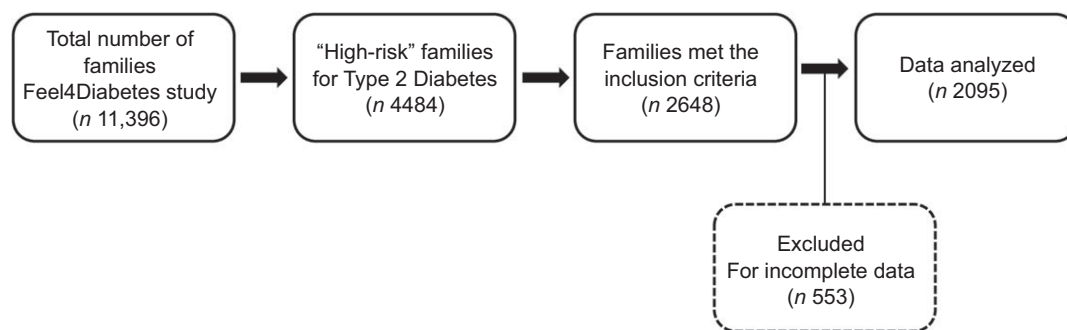 Total number of
families
Feel4Diabetes study
(n 11,396)
“High-risk” families
for Type 2 Diabetes
(n 4484)
Families met the
inclusion criteria
(n 2648)
Data analyzed
(n 2095)
Excluded
For incomplete data
(n 553)